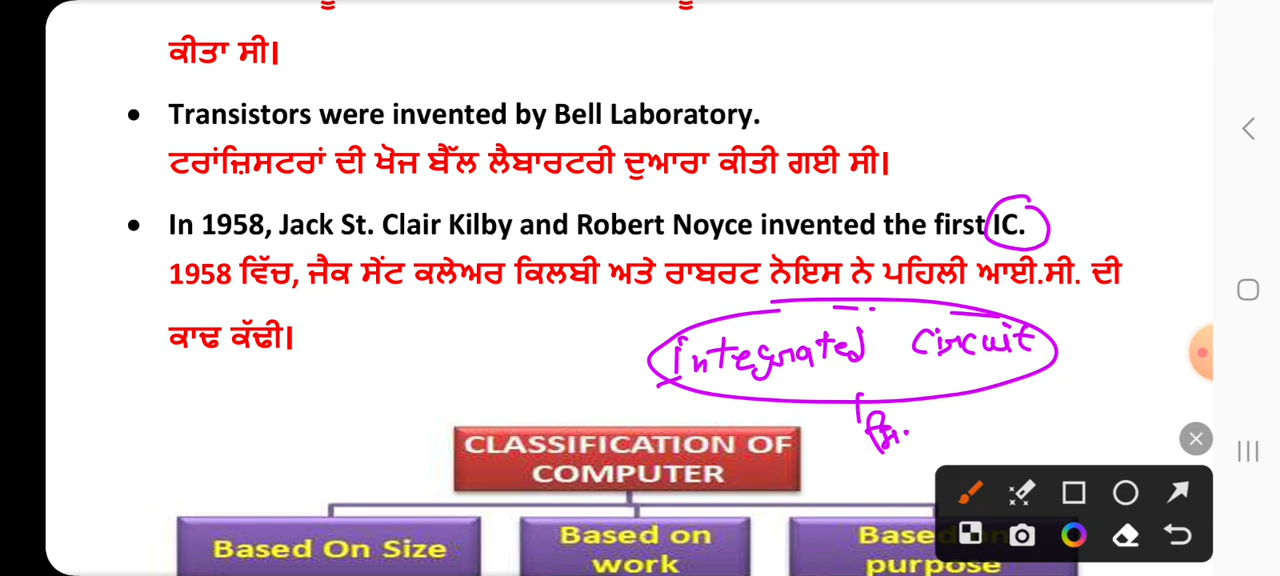 ਕੀਤਾ ਸੀ।
• Transistors were invented by Bell Laboratory.
ਟਰਾਂਜ਼ਿਸਟਰਾਂ ਦੀ ਖੋਜ ਬੈੱਲ ਲੈਬਾਰਟਰੀ ਦੁਆਰਾ ਕੀਤੀ ਗਈ ਸੀ।
• In 1958, Jack St. Clair Kilby and Robert Noyce invented the first IC.
1958 ਵਿੱਚ, ਜੈਕ ਸੇਂਟ ਕਲੇਅਰ ਕਿਲਬੀ ਅਤੇ ਰਾਬਰਟ ਨੋਇਸ ਨੇ ਪਹਿਲੀ ਆਈ.ਸੀ. ਦੀ
ਕਾਢ ਕੱਢੀ।
Integrated Circuit
CLASSIFICATION OF
COMPUTER
Based On Size
Based on
work
Based on
purpose